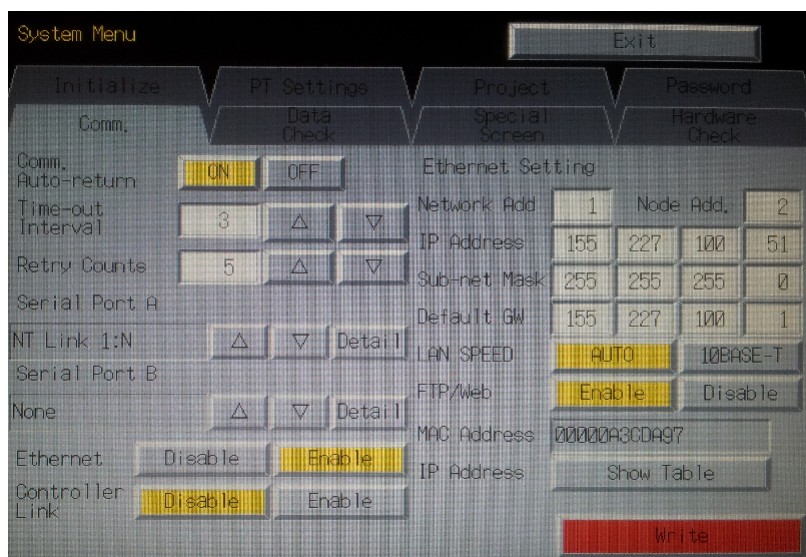 System Menu
Exit
Initialize
PT Settings
Project
Password
Comm.
Data
Check
Special
Screen
Hardware
Check
Comm.
Auto-return
ON OFF
Time-out
Interval
3 △ ▽
Retry Counts
5 △ ▽
Serial Port A
NT Link 1:N
△ ▽ Detail
Serial Port B
None
△ ▽ Detail
Ethernet
Disable Enable
Controller
Link
Disable Enable
Ethernet Setting
Network Add 1 Node Add. 2
IP Address 155 227 100 51
Sub-net Mask 255 255 255 0
Default GW 155 227 100 1
LAN SPEED AUTO 10BASE-T
FTP/Web Enable Disable
MAC Address 00000A3CDA97
IP Address Show Table
Write